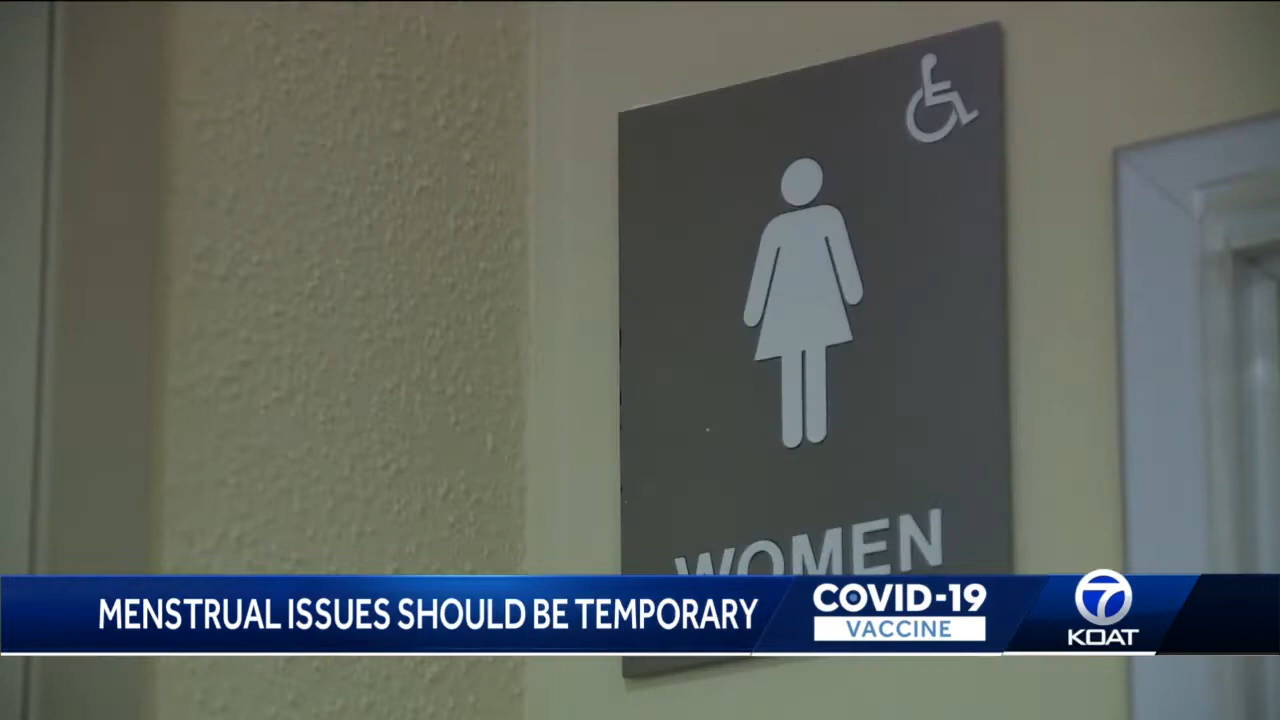 WOMEN
MENSTRUAL ISSUES SHOULD BE TEMPORARY
COVID-19
VACCINE
7
KOAT